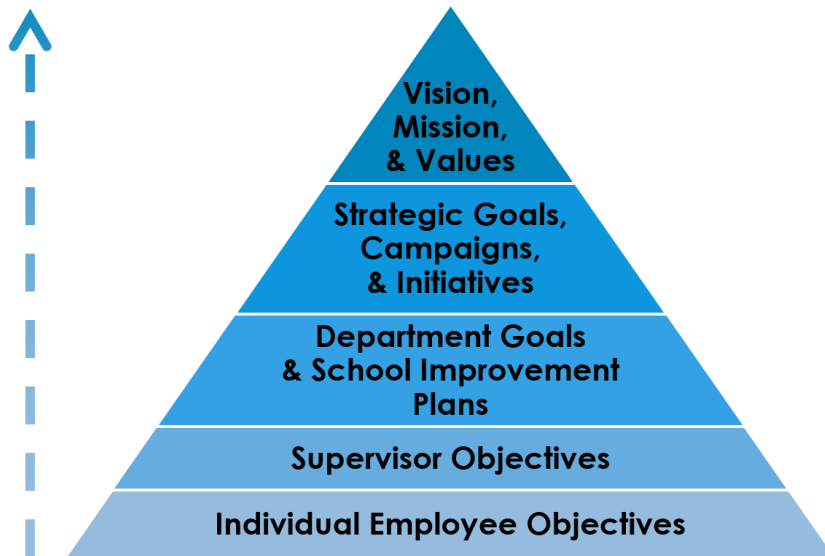 Vision,
Mission,
& Values
Strategic Goals,
Campaigns,
& Initiatives
Department Goals
& School Improvement
Plans
Supervisor Objectives
Individual Employee Objectives